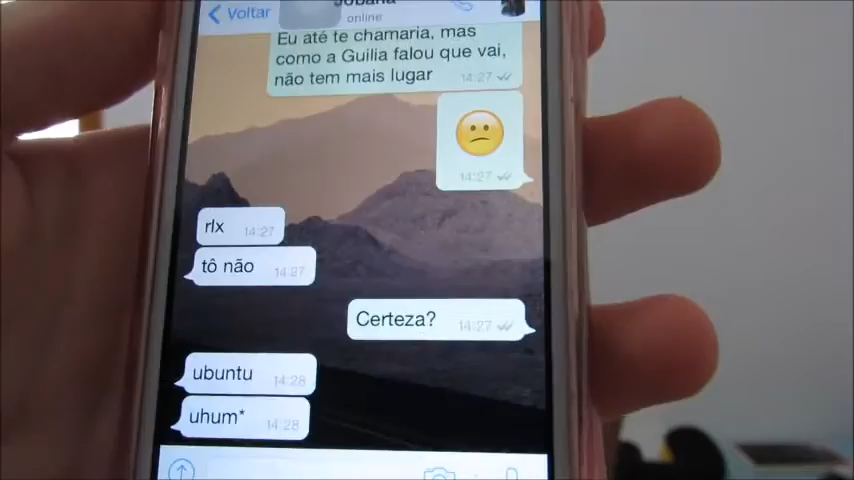 Voltar
online
Eu até te chamaria, mas
como a Guilia falou que vai,
não tem mais lugar 14:27
14:27
rlx 14:27
tô não 14:27
Certeza? 14:27
ubuntu 14:28
uhum* 14:28